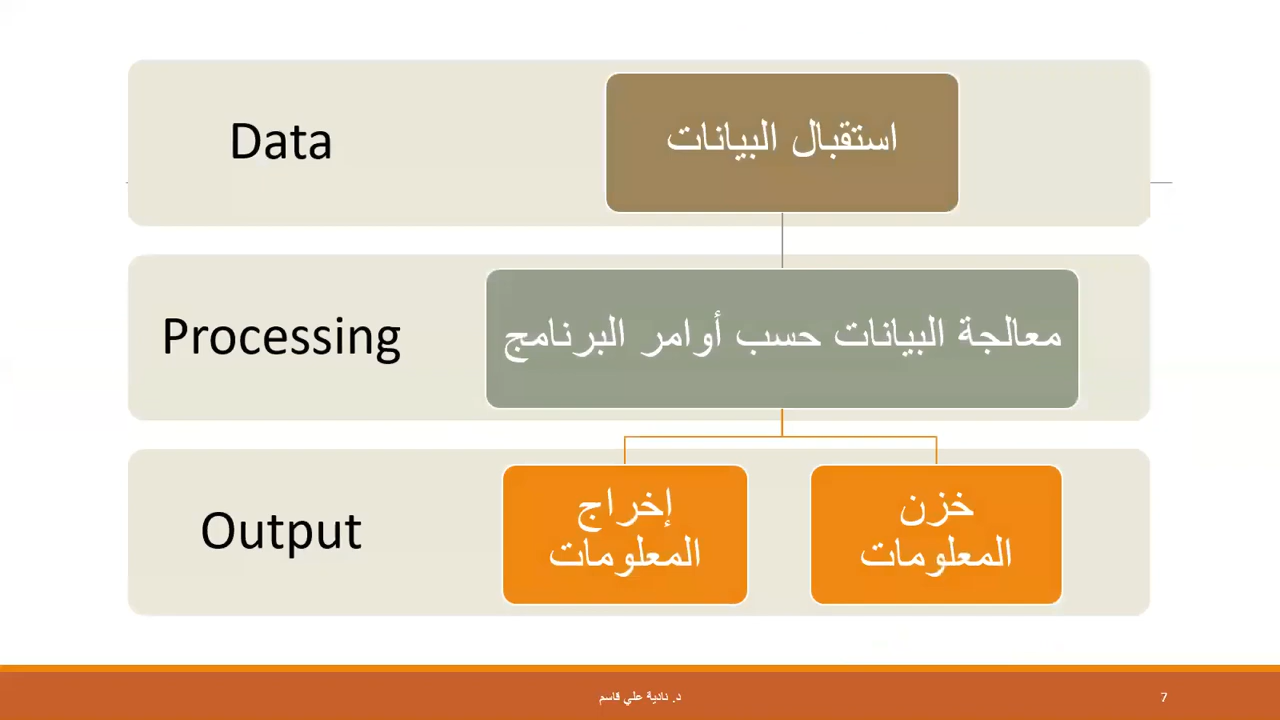 Data
استقبال البيانات
Processing
معالجة البيانات حسب أوامر البرنامج
Output
خزن
المعلومات
إخراج
المعلومات
د. نادية علي قاسم
7